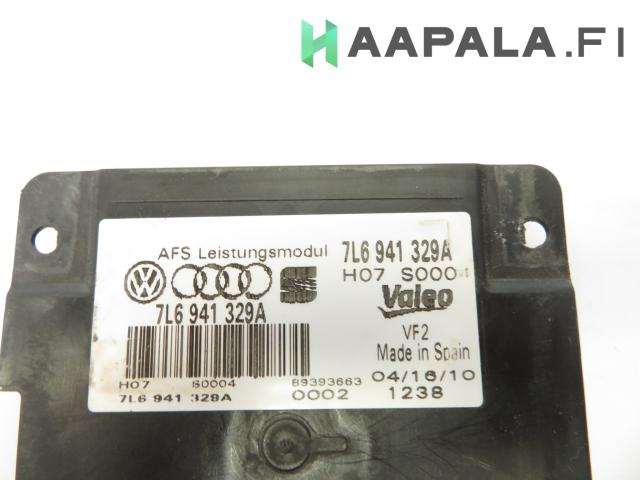 HAAPALA.FI
AFS Leistungsmodul 7L6 941 329A
H07 S0004
7L6 941 329A
Valeo
VF2
Made in Spain
H07 S0004 89393663 04/16/10
7L6 941 329A 0002 1238